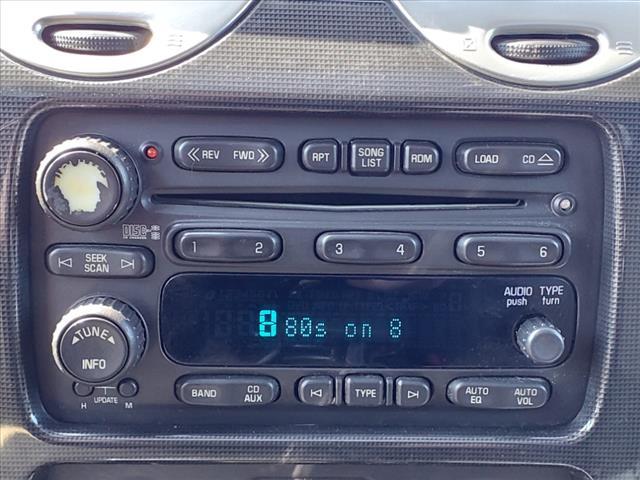 REV FWD
RPT
SONG
LIST
RDM
LOAD CD
DISC
1 2
3 4
5 6
SEEK
SCAN
AUDIO TYPE
push turn
8 80s on 8
TUNE
INFO
H UPDATE M
BAND CD
AUX
TYPE
AUTO
EQ
AUTO
VOL